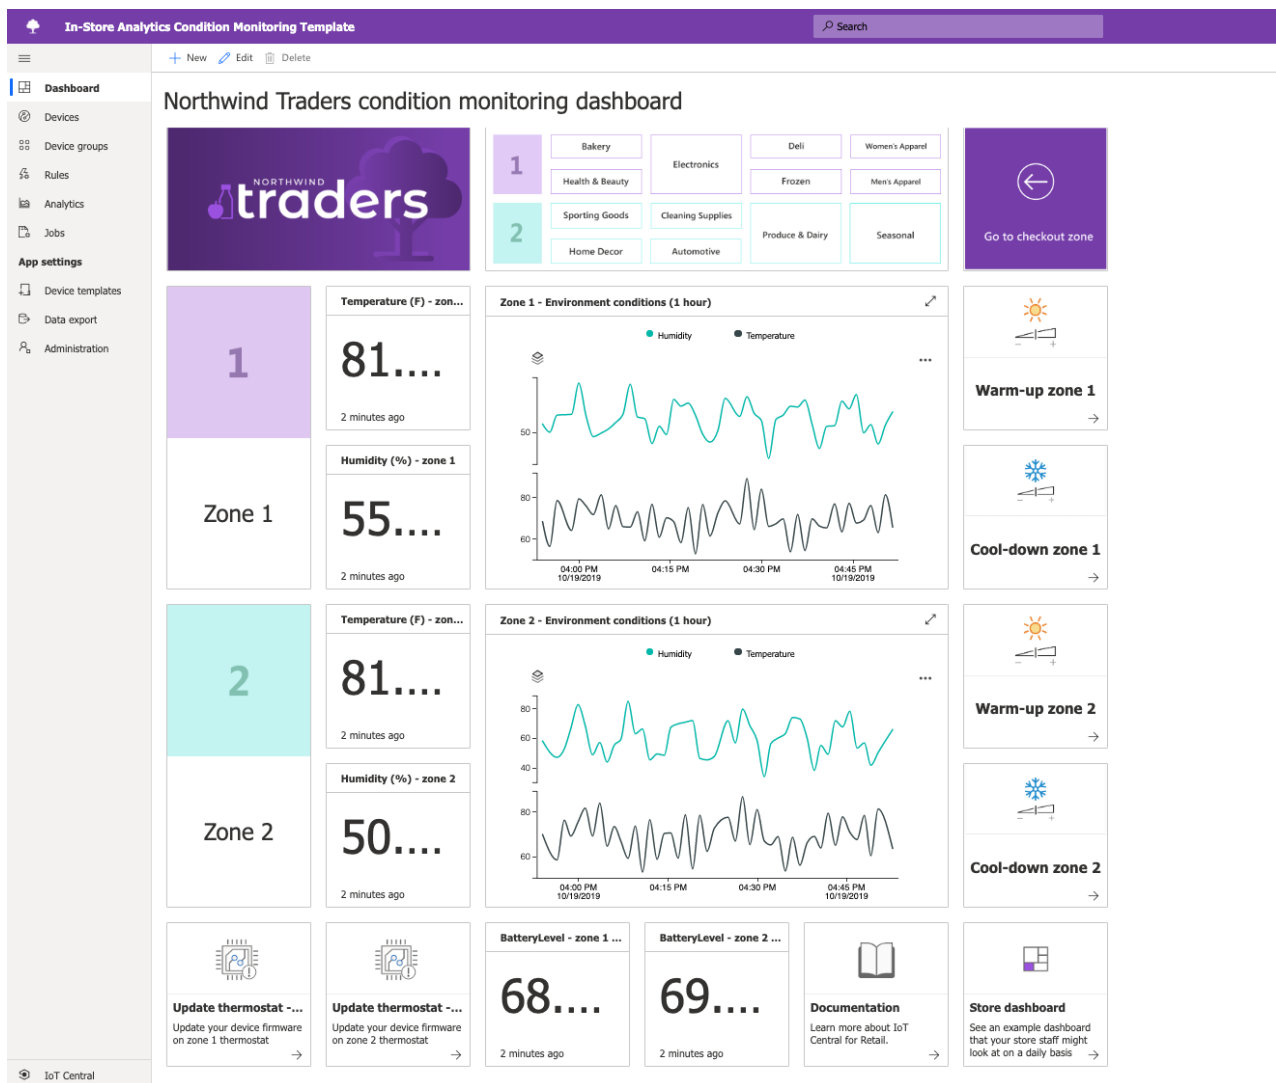 In-Store Analytics Condition Monitoring Template
Search
New Edit Delete
Dashboard
Devices
Device groups
Rules
Analytics
Jobs
App settings
Device templates
Data export
Administration
IoT Central
Northwind Traders condition monitoring dashboard
NORTHWIND
traders
1
Bakery
Electronics
Deli
Women's Apparel
Health & Beauty
Frozen
Men's Apparel
2
Sporting Goods
Cleaning Supplies
Produce & Dairy
Seasonal
Home Decor
Automotive
Go to checkout zone
1
Zone 1
Temperature (F) - zon...
81....
2 minutes ago
Humidity (%) - zone 1
55....
2 minutes ago
Zone 1 - Environment conditions (1 hour)
Humidity Temperature
...
50
80
60
04:00 PM 04:15 PM 04:30 PM 04:45 PM
10/19/2019 10/19/2019
Warm-up zone 1
Cool-down zone 1
2
Zone 2
Temperature (F) - zon...
81....
2 minutes ago
Humidity (%) - zone 2
50....
2 minutes ago
Zone 2 - Environment conditions (1 hour)
Humidity Temperature
...
80
60
40
80
60
04:00 PM 04:15 PM 04:30 PM 04:45 PM
10/19/2019 10/19/2019
Warm-up zone 2
Cool-down zone 2
Update thermostat -...
Update your device firmware
on zone 1 thermostat
Update thermostat -...
Update your device firmware
on zone 2 thermostat
BatteryLevel - zone 1 ...
68....
2 minutes ago
BatteryLevel - zone 2 ...
69....
2 minutes ago
Documentation
Learn more about IoT
Central for Retail.
Store dashboard
See an example dashboard
that your store staff might
look at on a daily basis